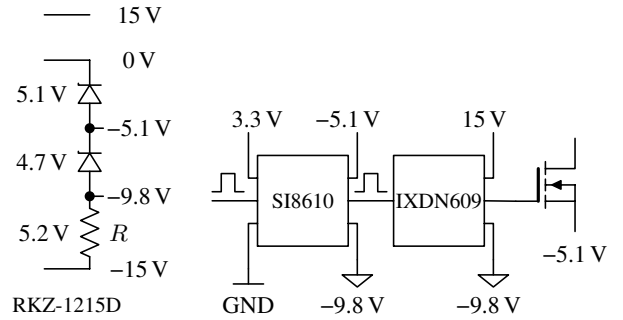 15 V
0 V
5.1 V
–5.1 V
4.7 V
–9.8 V
5.2 V
R
–15 V
RKZ-1215D
3.3 V
–5.1 V
15 V
SI8610
IXDN609
–5.1 V
GND
–9.8 V
–9.8 V